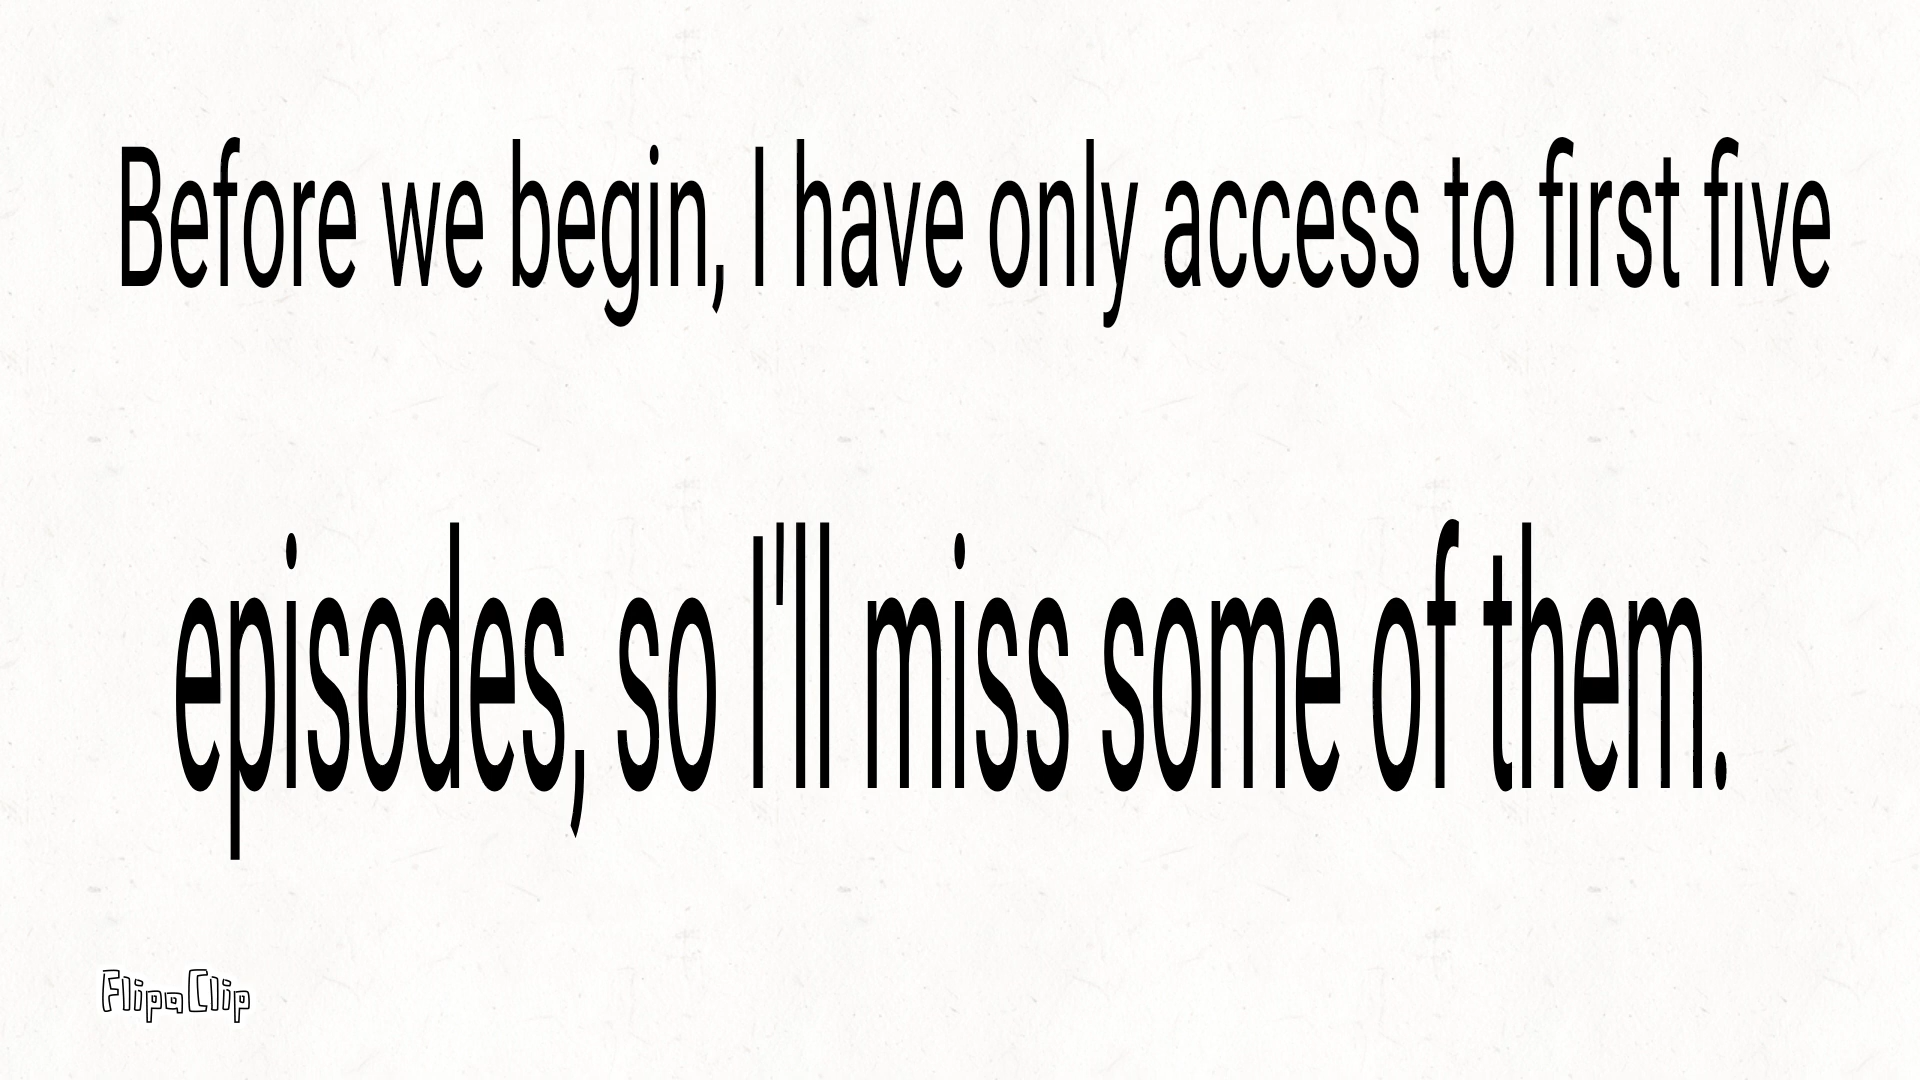 Before we begin, I have only access to first five
episodes, so I'll miss some of them.
FlipaClip